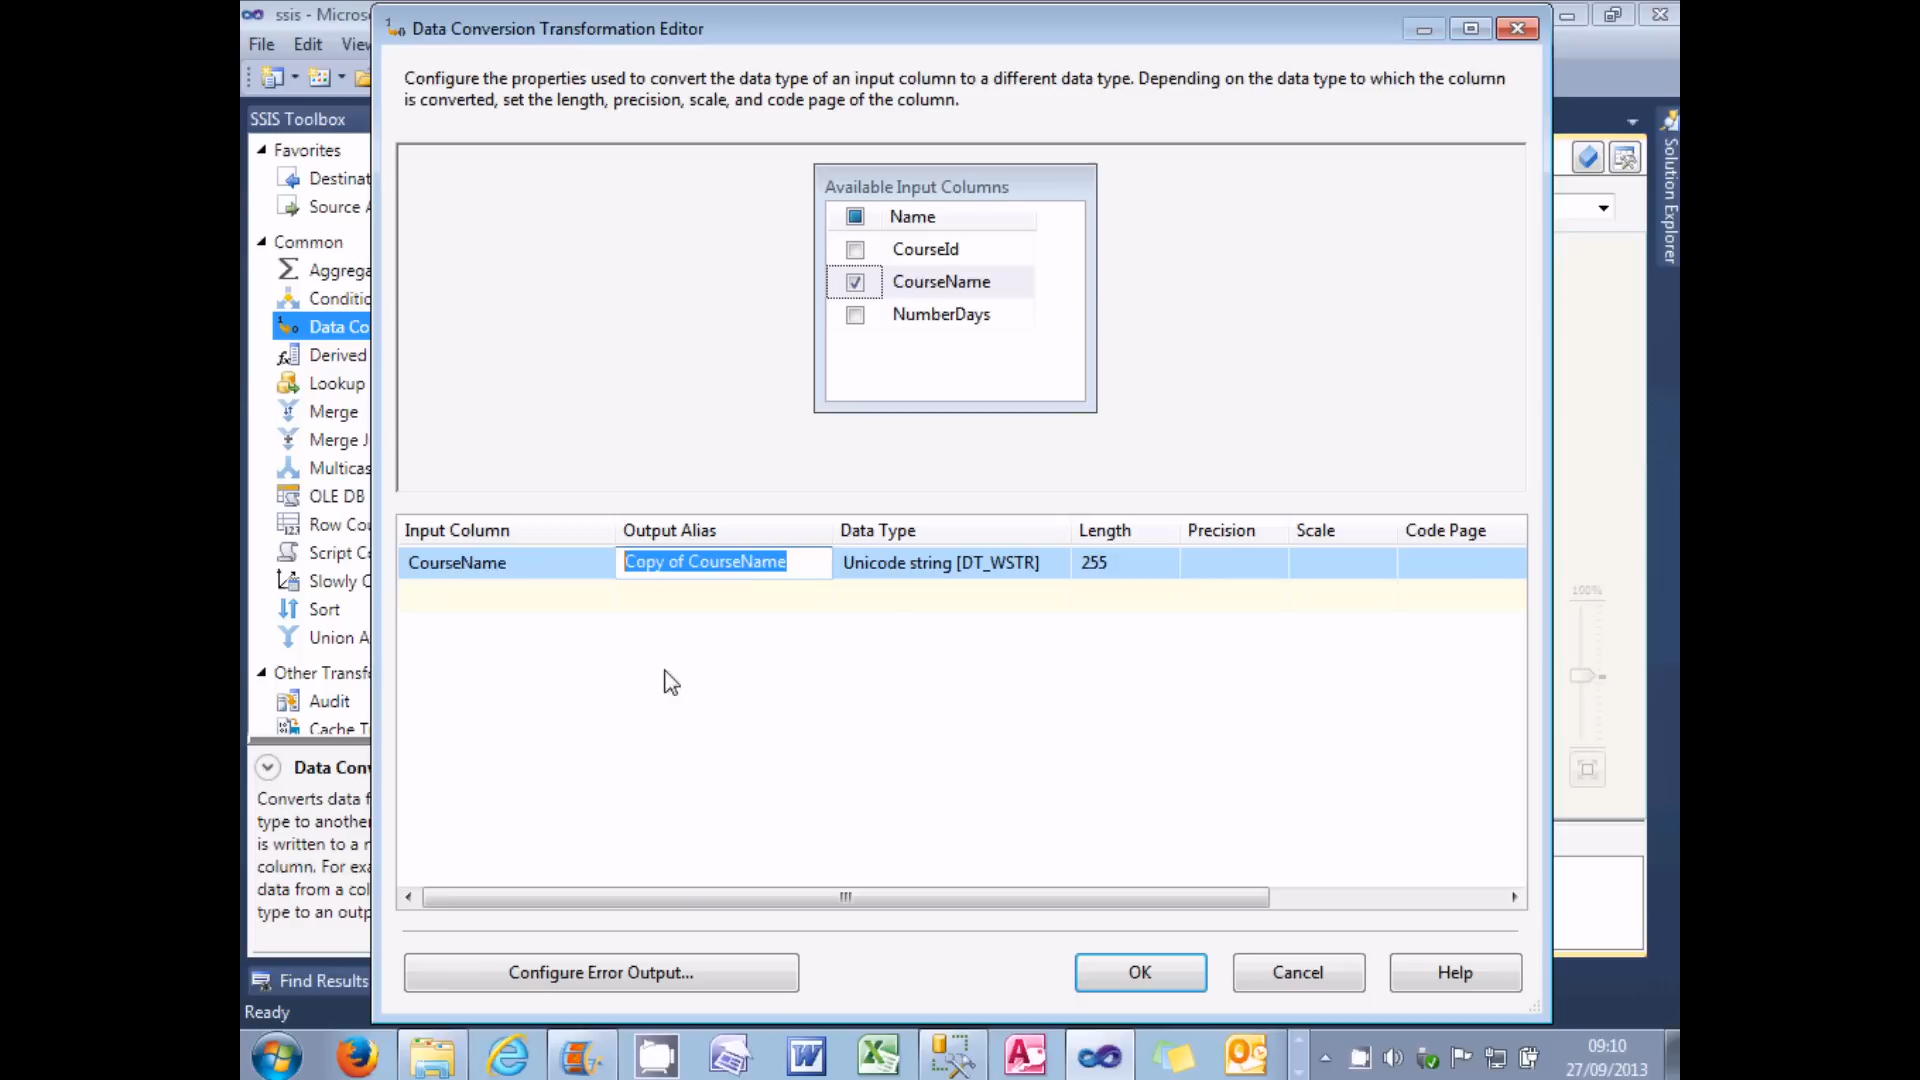 ssis - Micros
Data Conversion Transformation Editor
File Edit View
Configure the properties used to convert the data type of an input column to a different data type. Depending on the data type to which the column
is converted, set the length, precision, scale, and code page of the column.
SSIS Toolbox
Favorites
Destinat
Source A
Common
Aggrega
Conditio
Data Co
Derived
Lookup
Merge
Merge J
Multicas
OLE DB
Row Cou
Script C
Slowly C
Sort
Union A
Other Transf
Audit
Cache T
Data Conv
Converts data f
type to another
is written to a n
column. For exa
data from a col
type to an outp
Find Results
Ready
Available Input Columns
Name
CourseId
CourseName
NumberDays
Input Column Output Alias Data Type Length Precision Scale Code Page
CourseName Copy of CourseName Unicode string [DT_WSTR] 255
Configure Error Output... OK Cancel Help
Solution Explorer
100%
09:10
27/09/2013